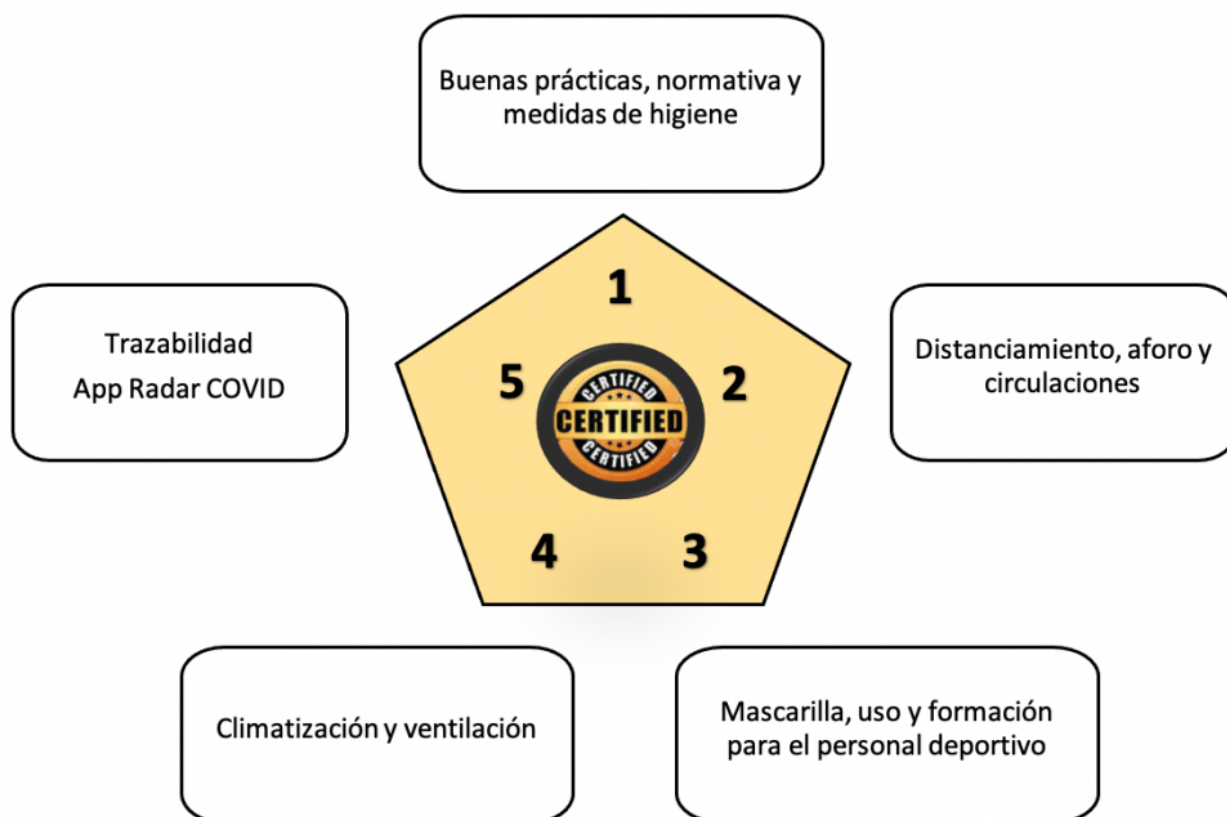 Buenas prácticas, normativa y
medidas de higiene
1
Trazabilidad
App Radar COVID
5
CERTIFIED
CERTIFIED
CERTIFIED
2
Distanciamiento, aforo y
circulaciones
4
3
Climatización y ventilación
Mascarilla, uso y formación
para el personal deportivo